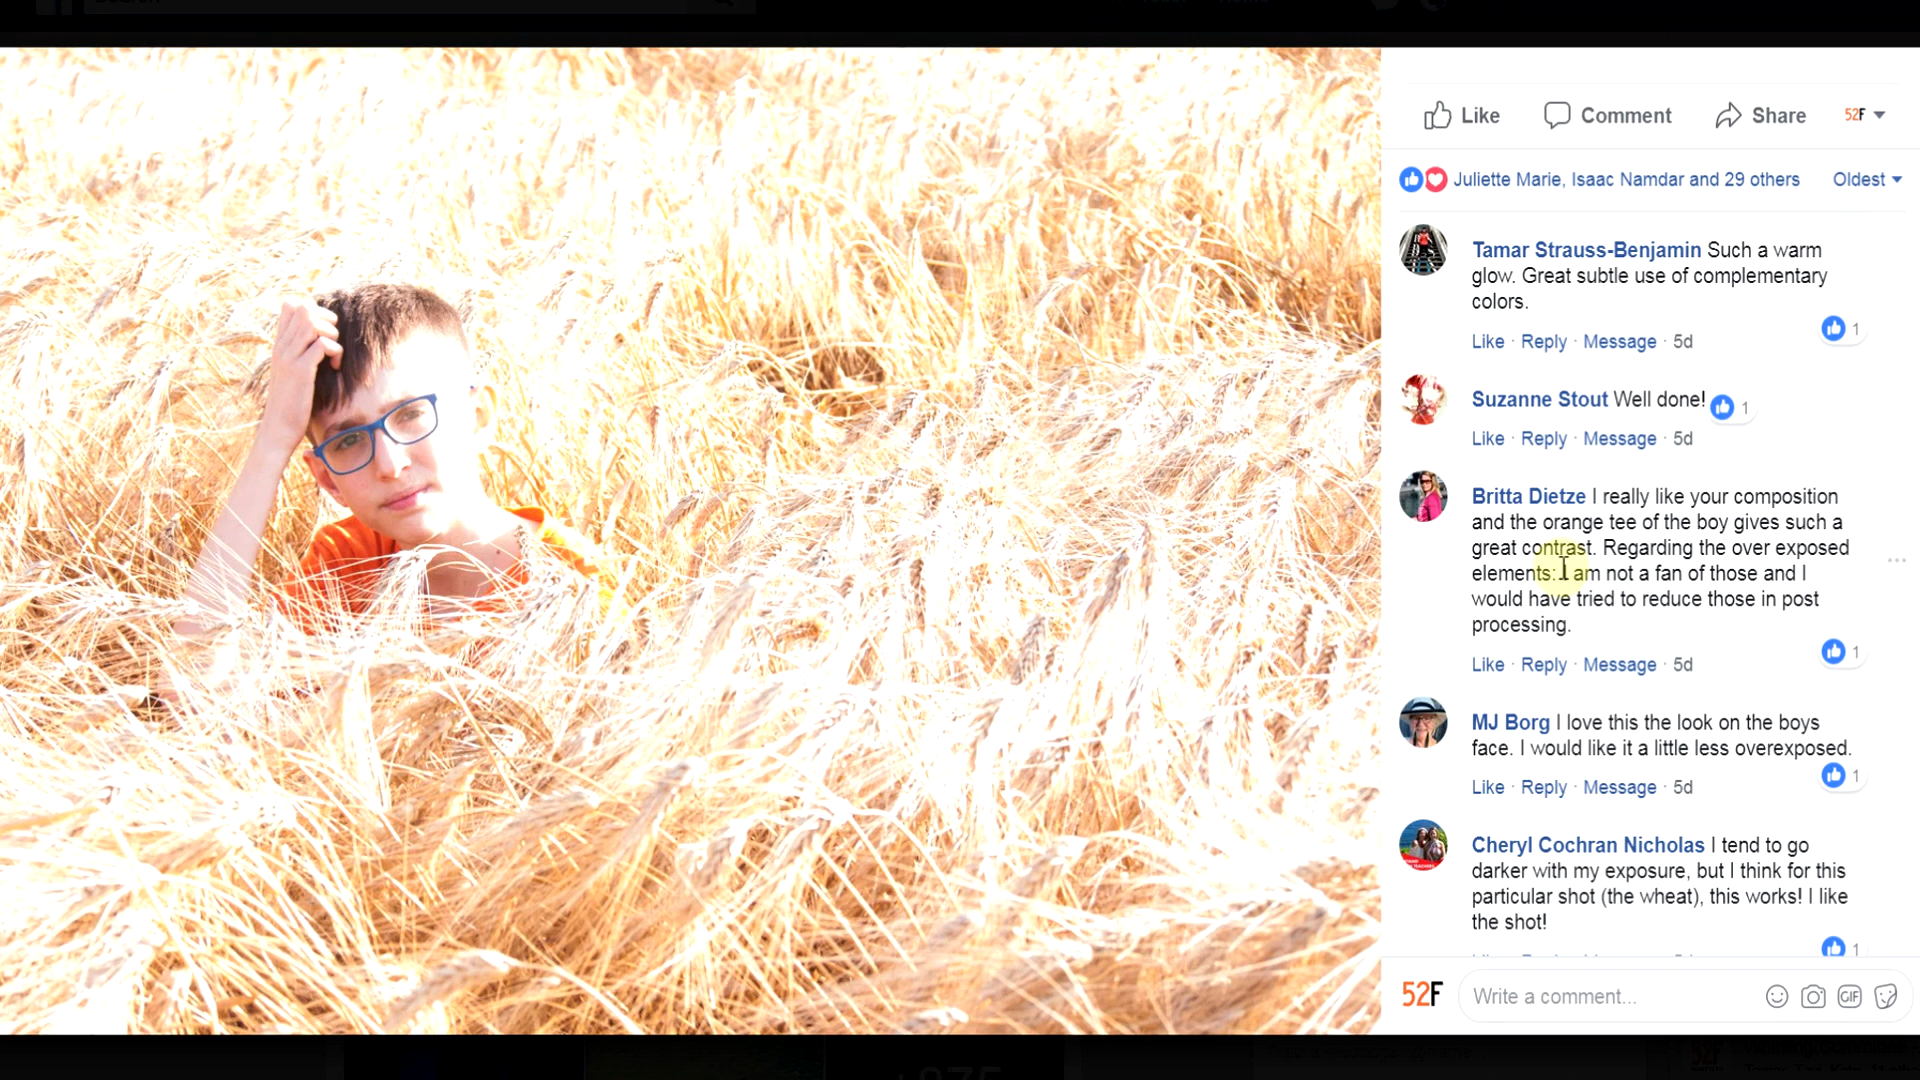 Like
Comment
Share
52F
Juliette Marie, Isaac Namdar and 29 others
Oldest
Tamar Strauss-Benjamin Such a warm
glow. Great subtle use of complementary
colors.
1
Like · Reply · Message · 5d
Suzanne Stout Well done!
1
Like · Reply · Message · 5d
Britta Dietze I really like your composition
and the orange tee of the boy gives such a
great contrast. Regarding the over exposed
elements: I am not a fan of those and I
would have tried to reduce those in post
processing.
1
Like · Reply · Message · 5d
MJ Borg I love this the look on the boys
face. I would like it a little less overexposed.
1
Like · Reply · Message · 5d
Cheryl Cochran Nicholas I tend to go
darker with my exposure, but I think for this
particular shot (the wheat), this works! I like
the shot!
1
52F
Write a comment...
GIF